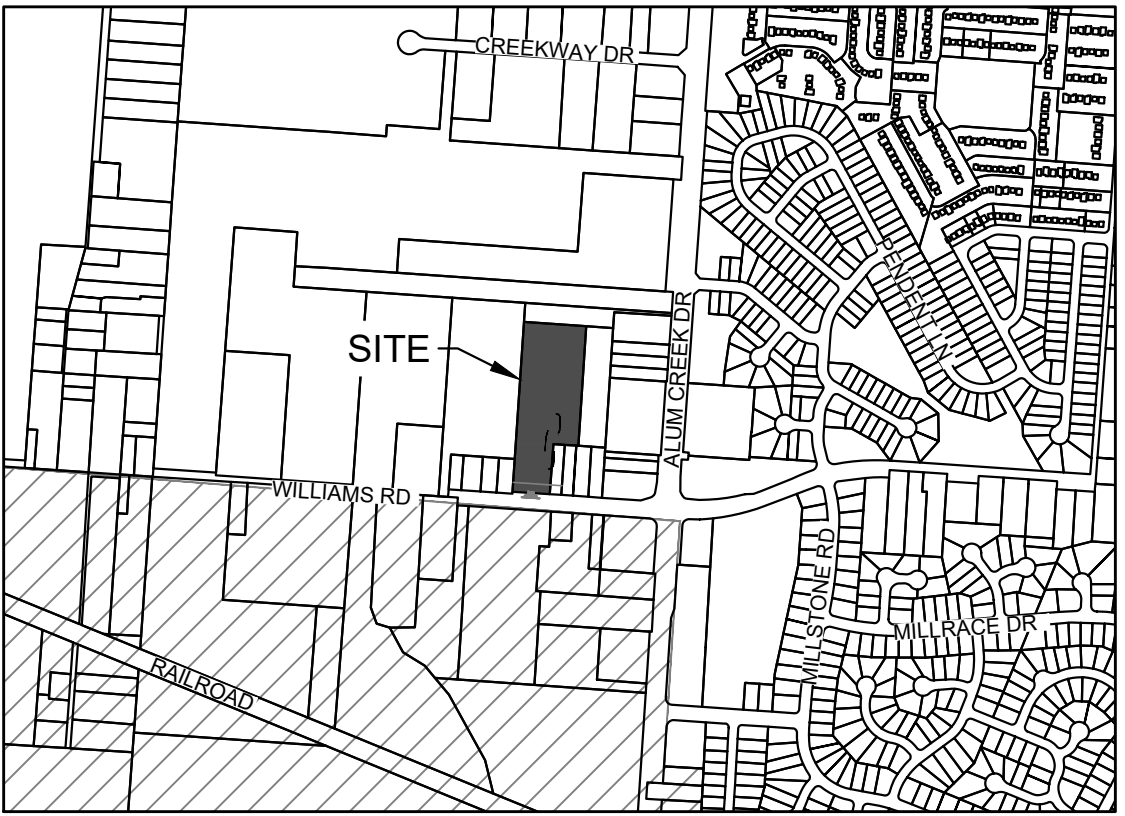 CREEKWAY DR
PENDENT LN
SITE
ALUM CREEK DR
WILLIAMS RD
MILLSTONE RD
MILLRACE DR
RAILROAD